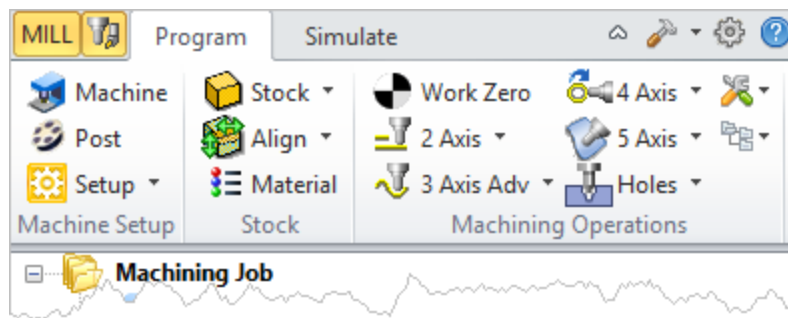 MILL Program Simulate
Machine Stock Work Zero 4 Axis
Post Align 2 Axis 5 Axis
Setup Material 3 Axis Adv Holes
Machine Setup Stock Machining Operations
Machining Job